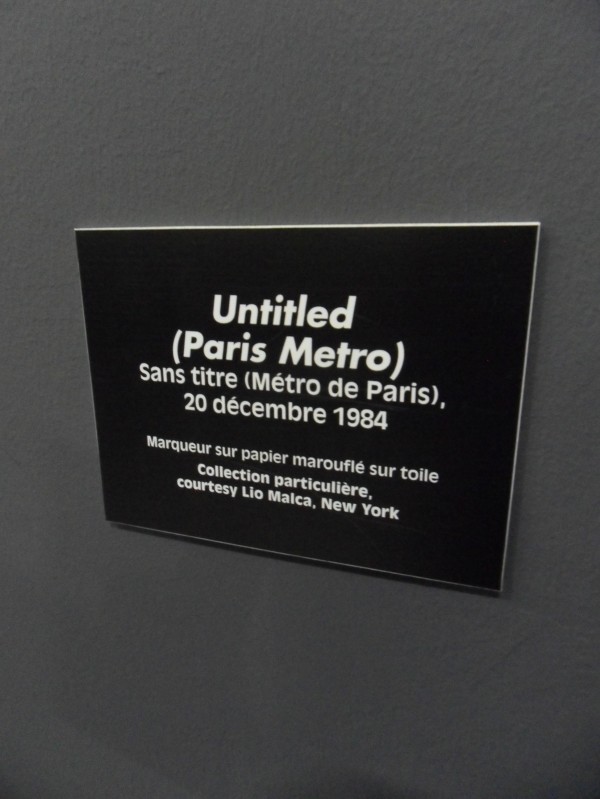 Untitled
(Paris Metro)
Sans titre (Métro de Paris),
20 décembre 1984
Marqueur sur papier marouflé sur toile
Collection particulière,
courtesy Lio Malca, New York